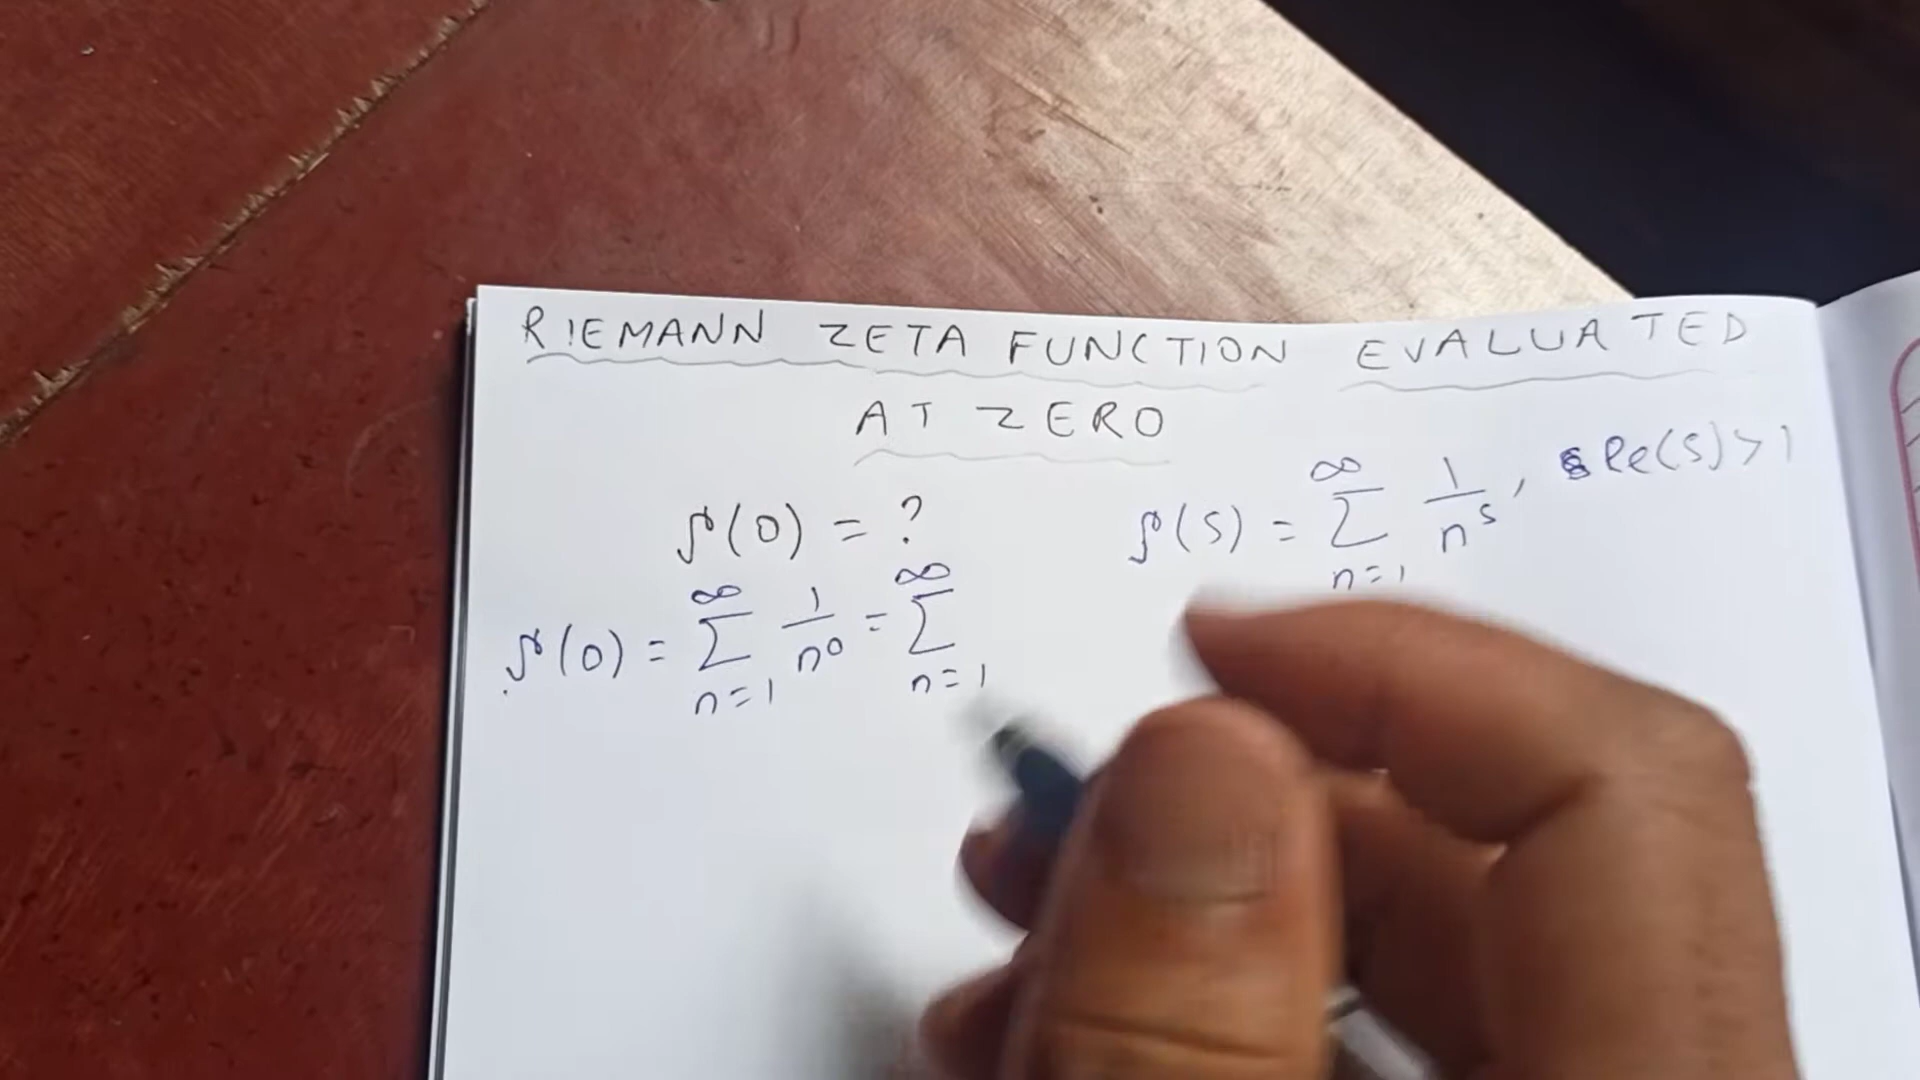 RIEMANN ZETA FUNCTION EVALUATED
AT ZERO
ζ(0) = ?
ζ(s) = ∞ Σ n=1 1/n^s , Re(s)>1
ζ(0) = ∞ Σ n=1 1/n^0 = ∞ Σ n=1